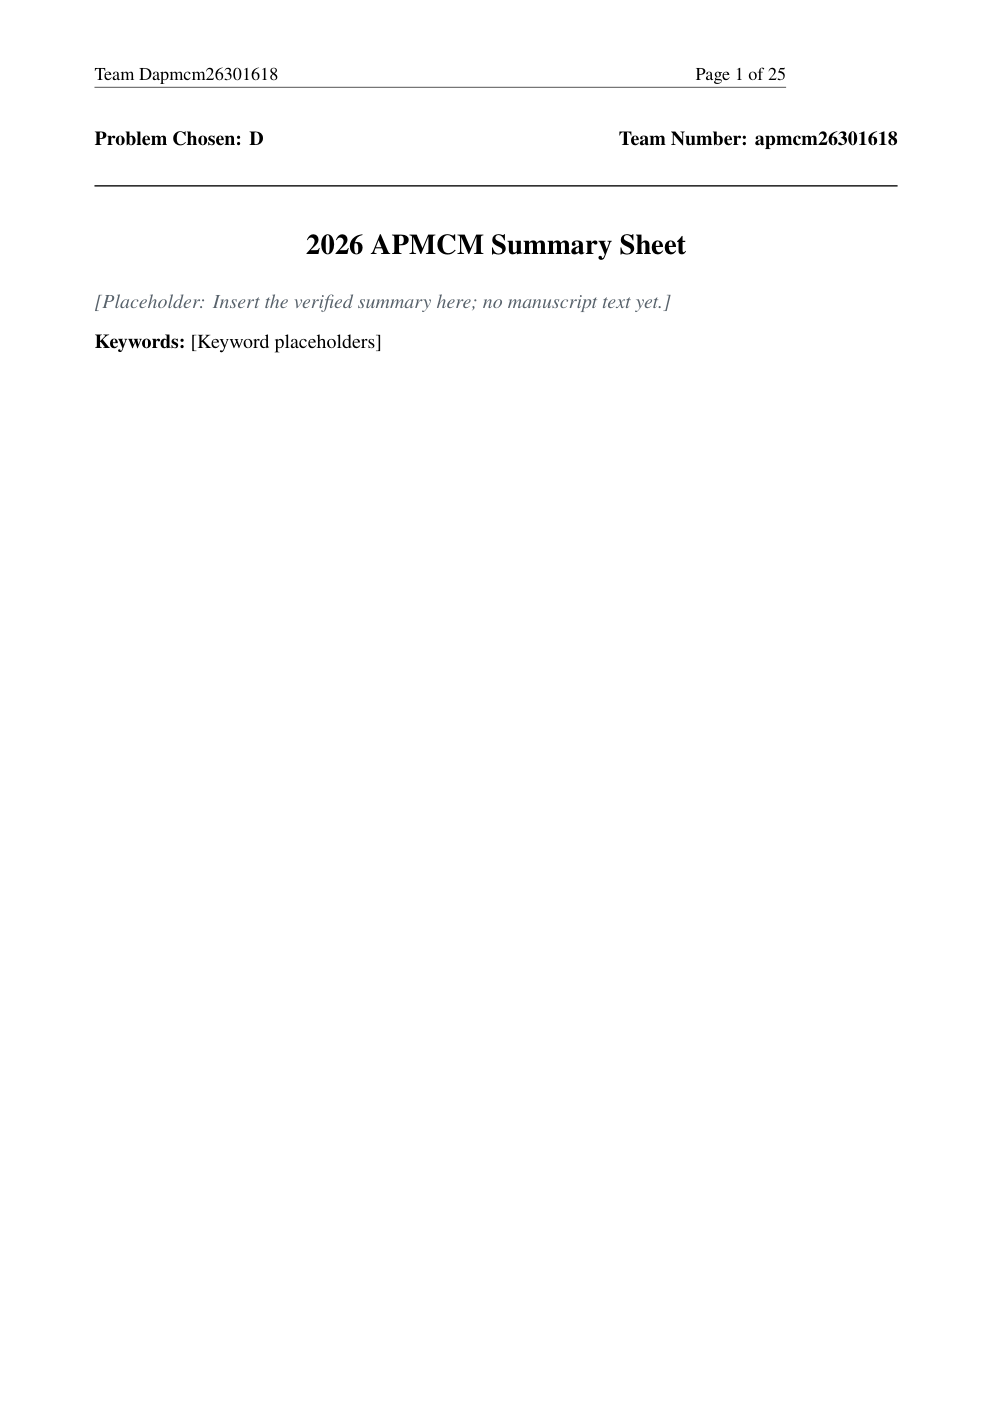 Team Dapmcm26301618 Page 1 of 25
Problem Chosen: D Team Number: apmcm26301618
2026 APMCM Summary Sheet
[Placeholder: Insert the verified summary here; no manuscript text yet.]
Keywords: [Keyword placeholders]